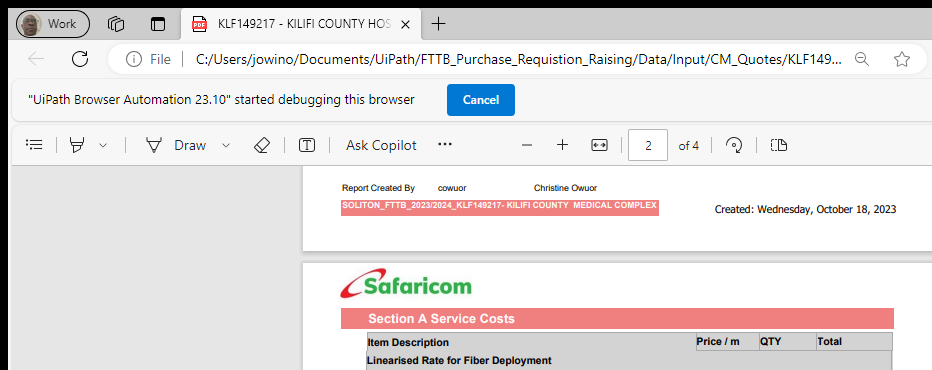 Work
KLF149217 - KILIFI COUNTY HOS
File C:/Users/jowino/Documents/UiPath/FTTB_Purchase_Requistion_Raising/Data/Input/CM_Quotes/KLF149...
"UiPath Browser Automation 23.10" started debugging this browser Cancel
Draw Ask Copilot ... 2 of 4
Report Created By cowuor Christine Owuor
SOLITON_FTTB_2023/2024_KLF149217- KILIFI COUNTY MEDICAL COMPLEX
Created: Wednesday, October 18, 2023
Safaricom
Section A Service Costs
Item Description Price / m QTY Total
Linearised Rate for Fiber Deployment